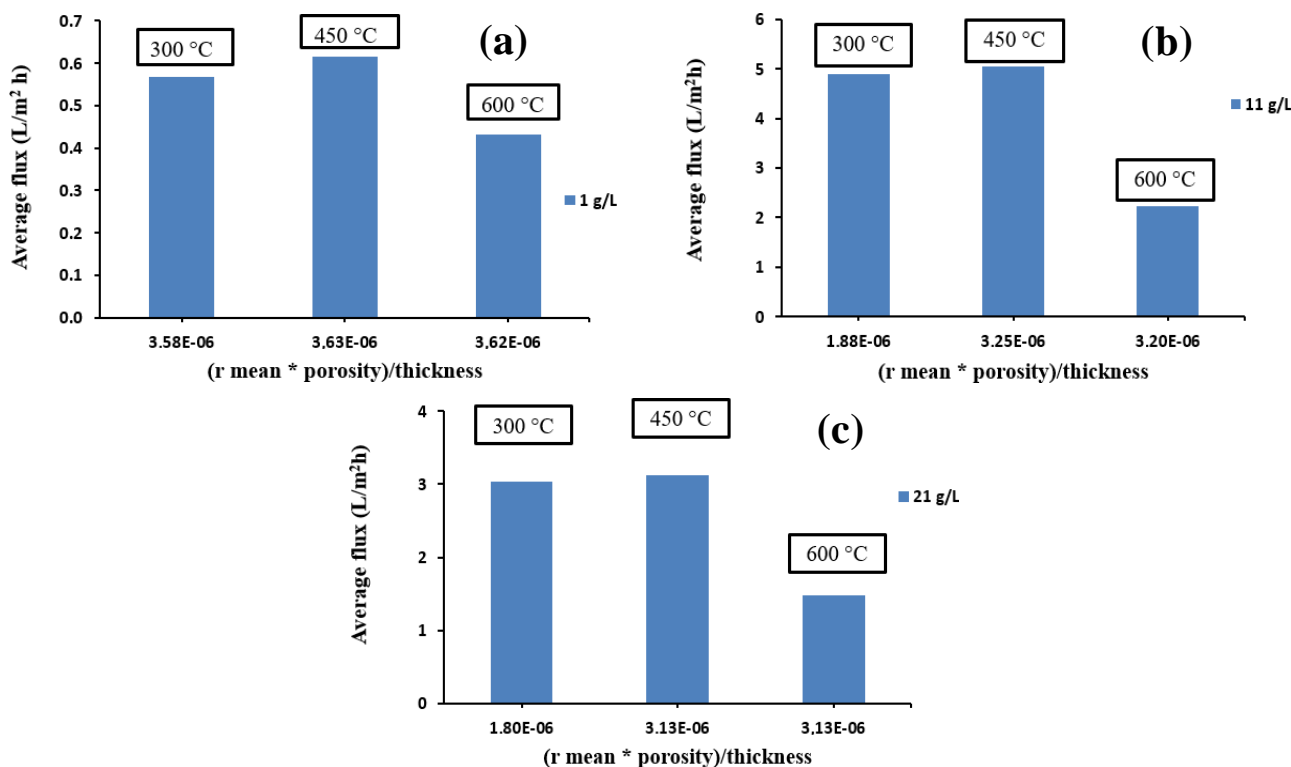 (a)
Average flux (L/m² h)
0.7
0.6
0.5
0.4
0.3
0.2
0.1
0.0
300 °C
450 °C
600 °C
1 g/L
3.58E-06
3,63E-06
3,62E-06
(r mean * porosity)/thickness
(b)
Average flux (L/m²h)
6
5
4
3
2
1
0
300 °C
450 °C
600 °C
11 g/L
1.88E-06
3.25E-06
3.20E-06
(r mean * porosity)/thickness
(c)
Average flux (L/m²h)
4
3
2
1
0
300 °C
450 °C
600 °C
21 g/L
1.80E-06
3.13E-06
3,13E-06
(r mean * porosity)/thickness